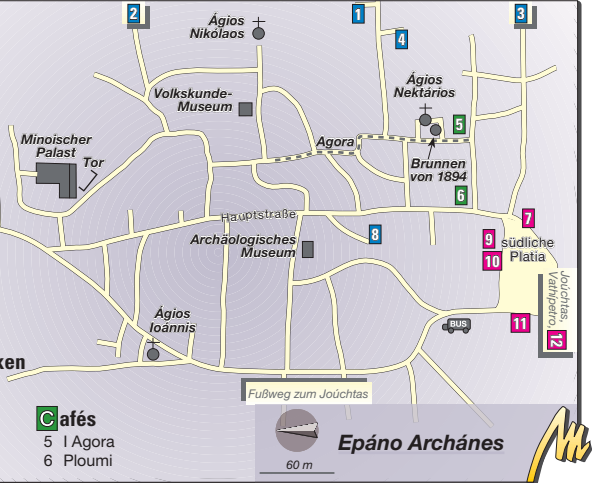 2
Ágios
Nikólaos
1
4
3
Volkskunde-
Museum
Ágios
Nektários
5
Minoischer
Palast
Tor
Agora
Brunnen
von 1894
6
Hauptstraße
7
Archäologisches
Museum
8
9
südliche
Platia
10
Joúchtas,
Vathípetro,
12
11
BUS
Ágios
Ioánnis
ken
Fußweg zum Joúchtas
Cafés
5 I Agora
6 Ploumi
60 m
Epáno Archánes